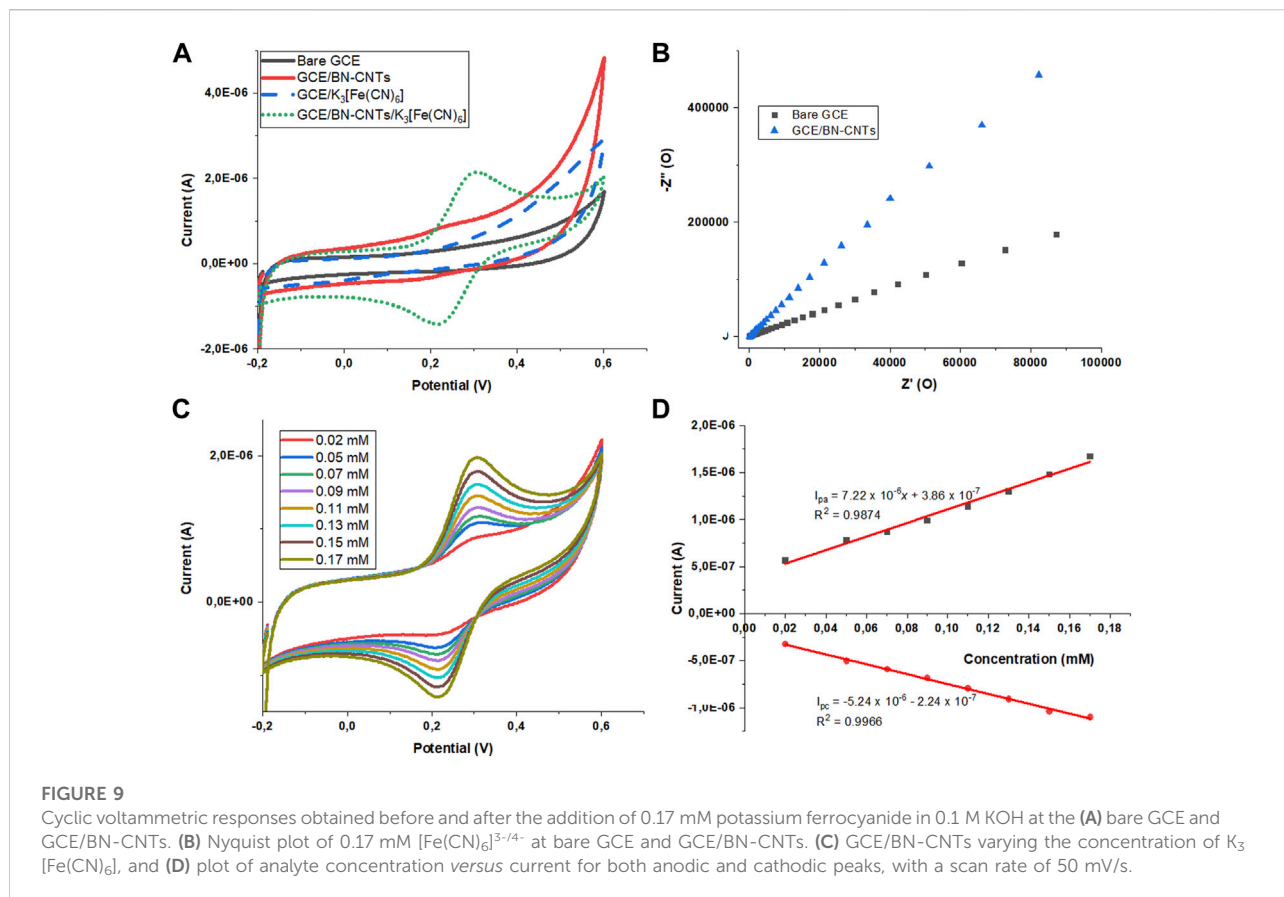 A
Bare GCE
GCE/BN-CNTs
GCE/K3[Fe(CN)6]
GCE/BN-CNTs/K3[Fe(CN)6]
4,0E-06
2,0E-06
0,0E+00
-2,0E-06
Current (A)
-0,2
0,0
0,2
0,4
0,6
Potential (V)
B
Bare GCE
GCE/BN-CNTs
400000
200000
-Z" (O)
0
20000
40000
60000
80000
100000
Z' (O)
C
0.02 mM
0.05 mM
0.07 mM
0.09 mM
0.11 mM
0.13 mM
0.15 mM
0.17 mM
2,0E-06
0,0E+00
Current (A)
-0,2
0,0
0,2
0,4
0,6
Potential (V)
D
2,0E-06
1,5E-06
1,0E-06
5,0E-07
0,0E+00
-5,0E-07
-1,0E-06
Current (A)
Ipa = 7.22 x 10-6x + 3.86 x 10-7
R2 = 0.9874
0,00
0,02
0,04
0,06
0,08
0,10
0,12
0,14
0,16
0,18
Concentration (mM)
Ipc = -5.24 x 10-6 - 2.24 x 10-7
R2 = 0.9966
FIGURE 9
Cyclic voltammetric responses obtained before and after the addition of 0.17 mM potassium ferrocyanide in 0.1 M KOH at the (A) bare GCE and
GCE/BN-CNTs. (B) Nyquist plot of 0.17 mM [Fe(CN)6]3-/4- at bare GCE and GCE/BN-CNTs. (C) GCE/BN-CNTs varying the concentration of K3
[Fe(CN)6], and (D) plot of analyte concentration versus current for both anodic and cathodic peaks, with a scan rate of 50 mV/s.